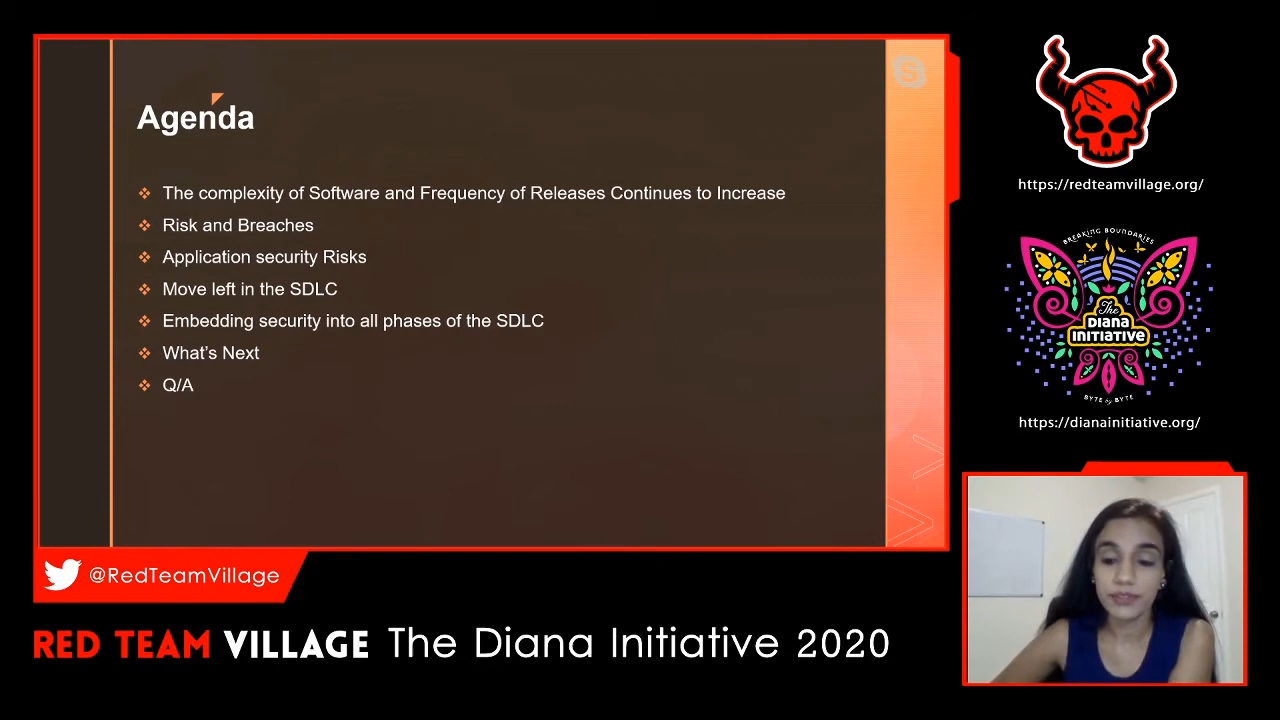 Agenda
The complexity of Software and Frequency of Releases Continues to Increase
Risk and Breaches
Application security Risks
Move left in the SDLC
Embedding security into all phases of the SDLC
What's Next
Q/A
@RedTeamVillage
RED TEAM VILLAGE The Diana Initiative 2020
https://redteamvillage.org/
BREAKING BOUNDARIES
The
DIANA
INITIATIVE
BYTE by BYTE
https://dianainitiative.org/